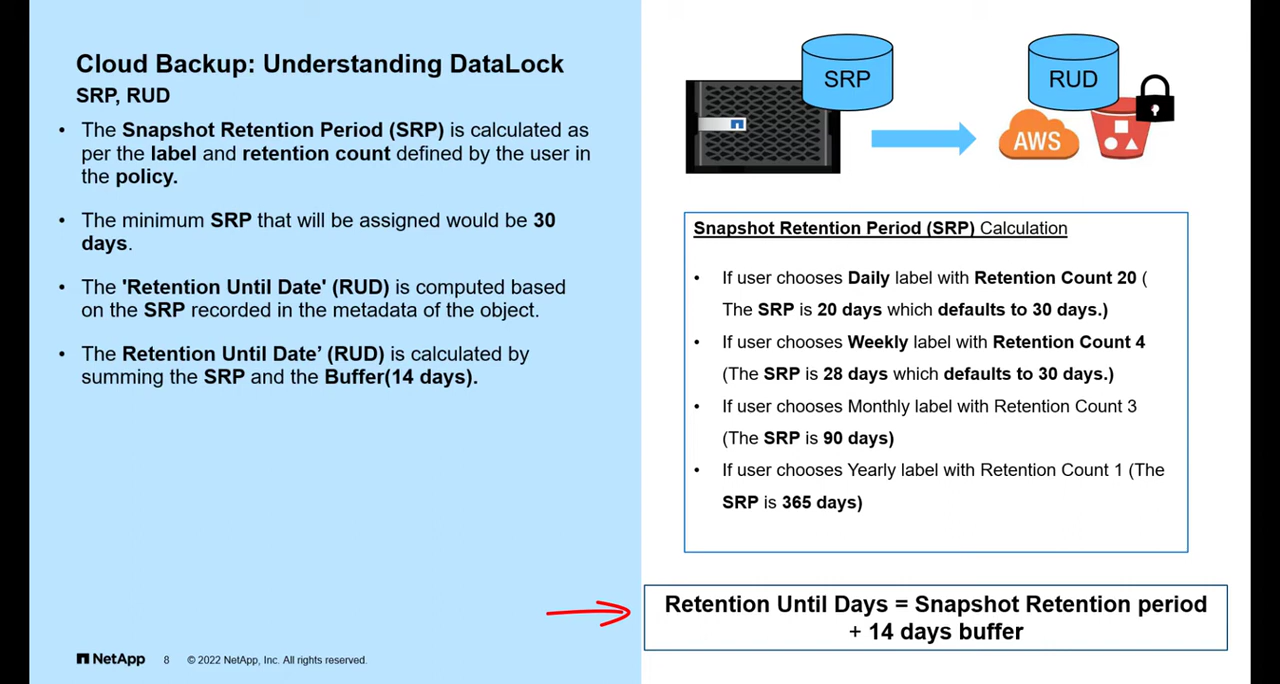 Cloud Backup: Understanding DataLock
SRP, RUD
• The Snapshot Retention Period (SRP) is calculated as
per the label and retention count defined by the user in
the policy.
• The minimum SRP that will be assigned would be 30
days.
• The 'Retention Until Date' (RUD) is computed based
on the SRP recorded in the metadata of the object.
• The Retention Until Date’ (RUD) is calculated by
summing the SRP and the Buffer(14 days).
SRP
RUD
AWS
Snapshot Retention Period (SRP) Calculation
• If user chooses Daily label with Retention Count 20 (
The SRP is 20 days which defaults to 30 days.)
• If user chooses Weekly label with Retention Count 4
(The SRP is 28 days which defaults to 30 days.)
• If user chooses Monthly label with Retention Count 3
(The SRP is 90 days)
• If user chooses Yearly label with Retention Count 1 (The
SRP is 365 days)
Retention Until Days = Snapshot Retention period
+ 14 days buffer
NetApp 8 © 2022 NetApp, Inc. All rights reserved.